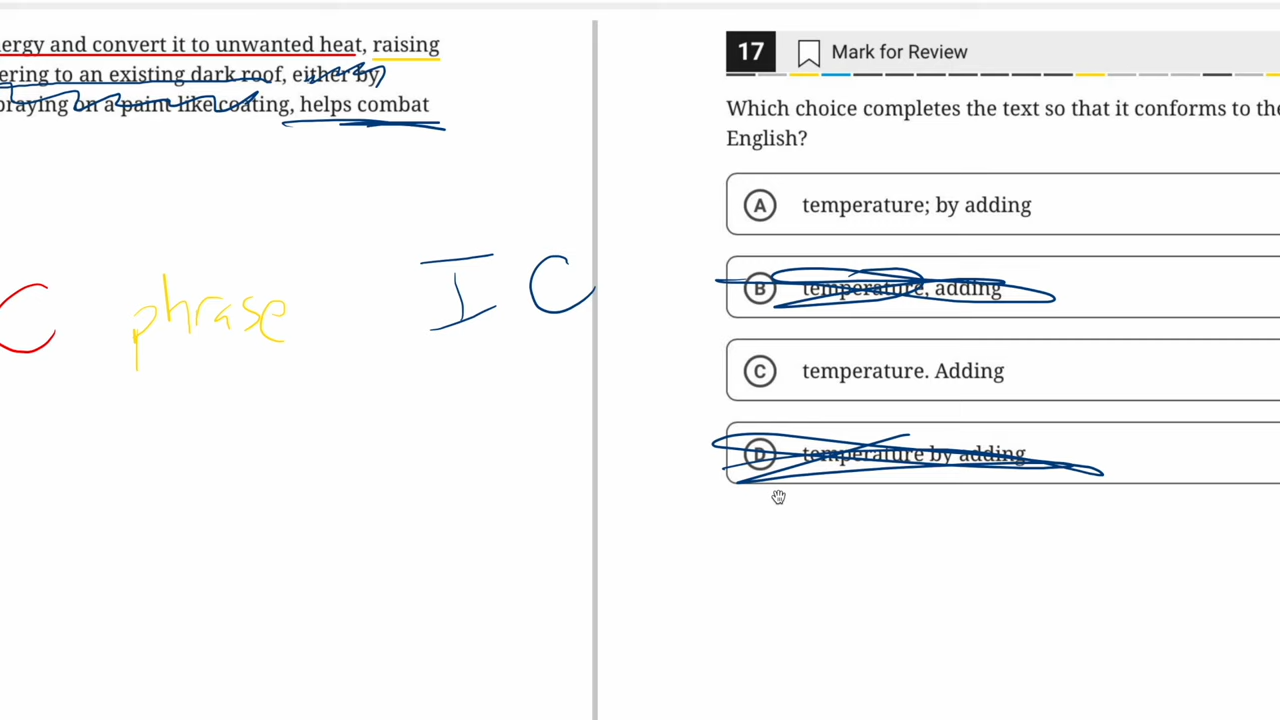 ergy and convert it to unwanted heat, raising
ering to an existing dark roof, either by
praying on a paint-like coating, helps combat
C phrase I C
17 Mark for Review
Which choice completes the text so that it conforms to the
English?
A temperature; by adding
B temperature, adding
C temperature. Adding
D temperature by adding